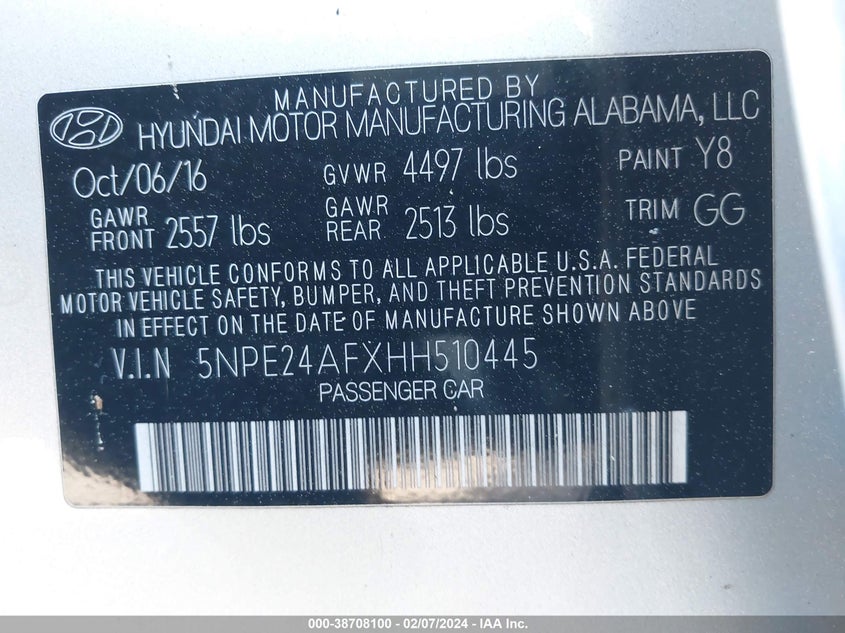 MANUFACTURED BY
HYUNDAI MOTOR MANUFACTURING ALABAMA, LLC
Oct/06/16 GVWR 4497 lbs PAINT Y8
GAWR FRONT 2557 lbs GAWR REAR 2513 lbs TRIM GG
THIS VEHICLE CONFORMS TO ALL APPLICABLE U.S.A. FEDERAL
MOTOR VEHICLE SAFETY, BUMPER, AND THEFT PREVENTION STANDARDS
IN EFFECT ON THE DATE OF MANUFACTURE SHOWN ABOVE
V.I.N 5NPE24AFXHH510445
PASSENGER CAR
000-38708100 - 02/07/2024 - IAA Inc.